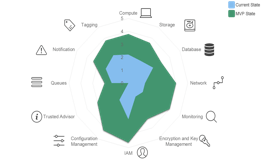 Current State
MVP State
Compute
Tagging
Storage
5
4
3
Notification
Database
Queues
Network
Trusted Advisor
Monitoring
Configuration
Management
Encryption and Key
Management
IAM